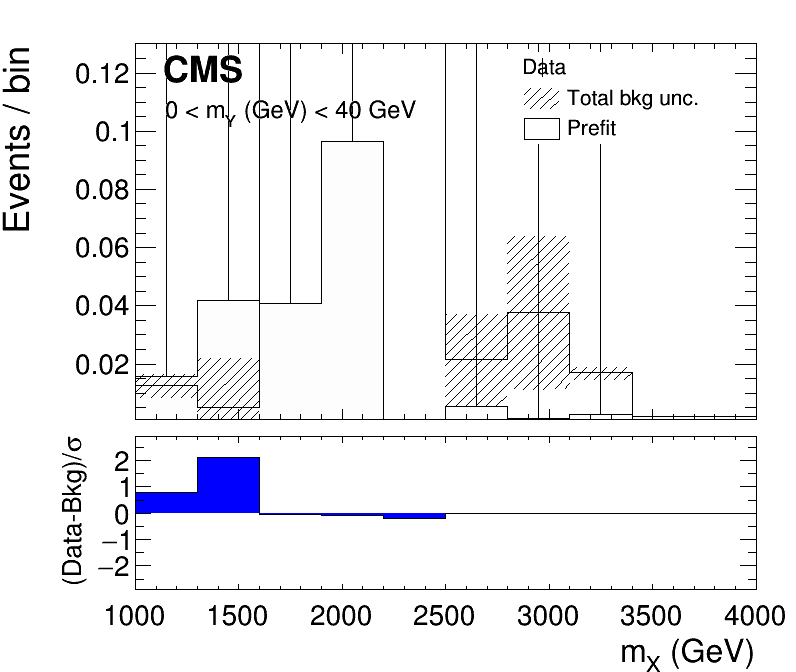 CMS
0 < mY (GeV) < 40 GeV
Data
Total bkg unc.
Prefit
Events / bin
0.12
0.1
0.08
0.06
0.04
0.02
(Data-Bkg)/σ
2
1
0
−1
−2
1000 1500 2000 2500 3000 3500 4000
mX (GeV)